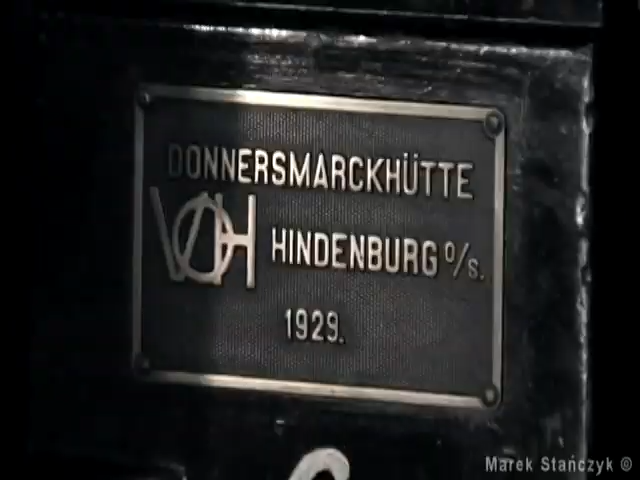 DONNERSMARCKHÜTTE
VDH HINDENBURG O/S.
1929.
Marek Stańczyk ©